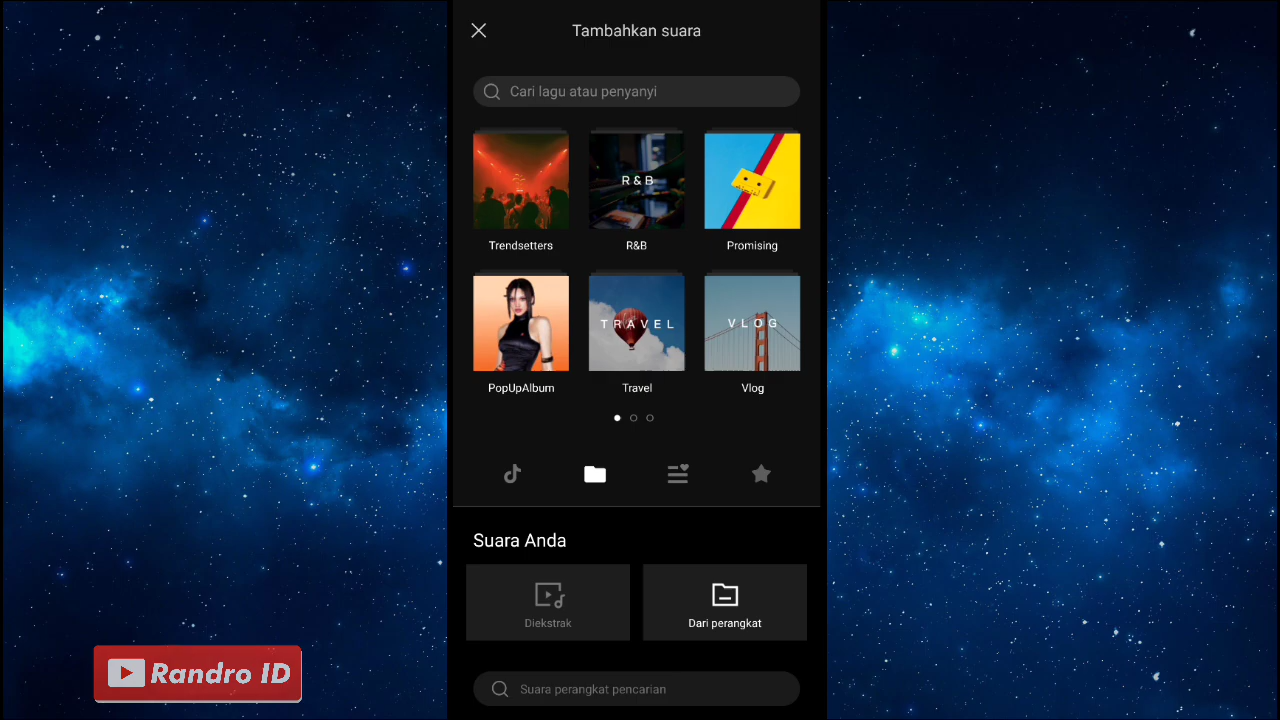 Tambahkan suara
Cari lagu atau penyanyi
R&B
Trendsetters
R&B
Promising
TRAVEL
VLOG
PopUpAlbum
Travel
Vlog
Suara Anda
Diekstrak
Dari perangkat
Suara perangkat pencarian
Randro ID